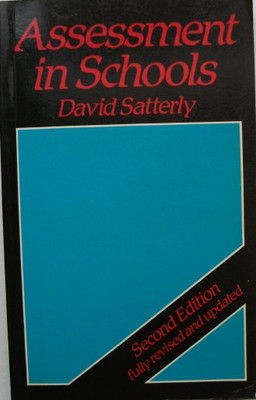 Assessment
in Schools
David Satterly
Second Edition
fully revised and updated